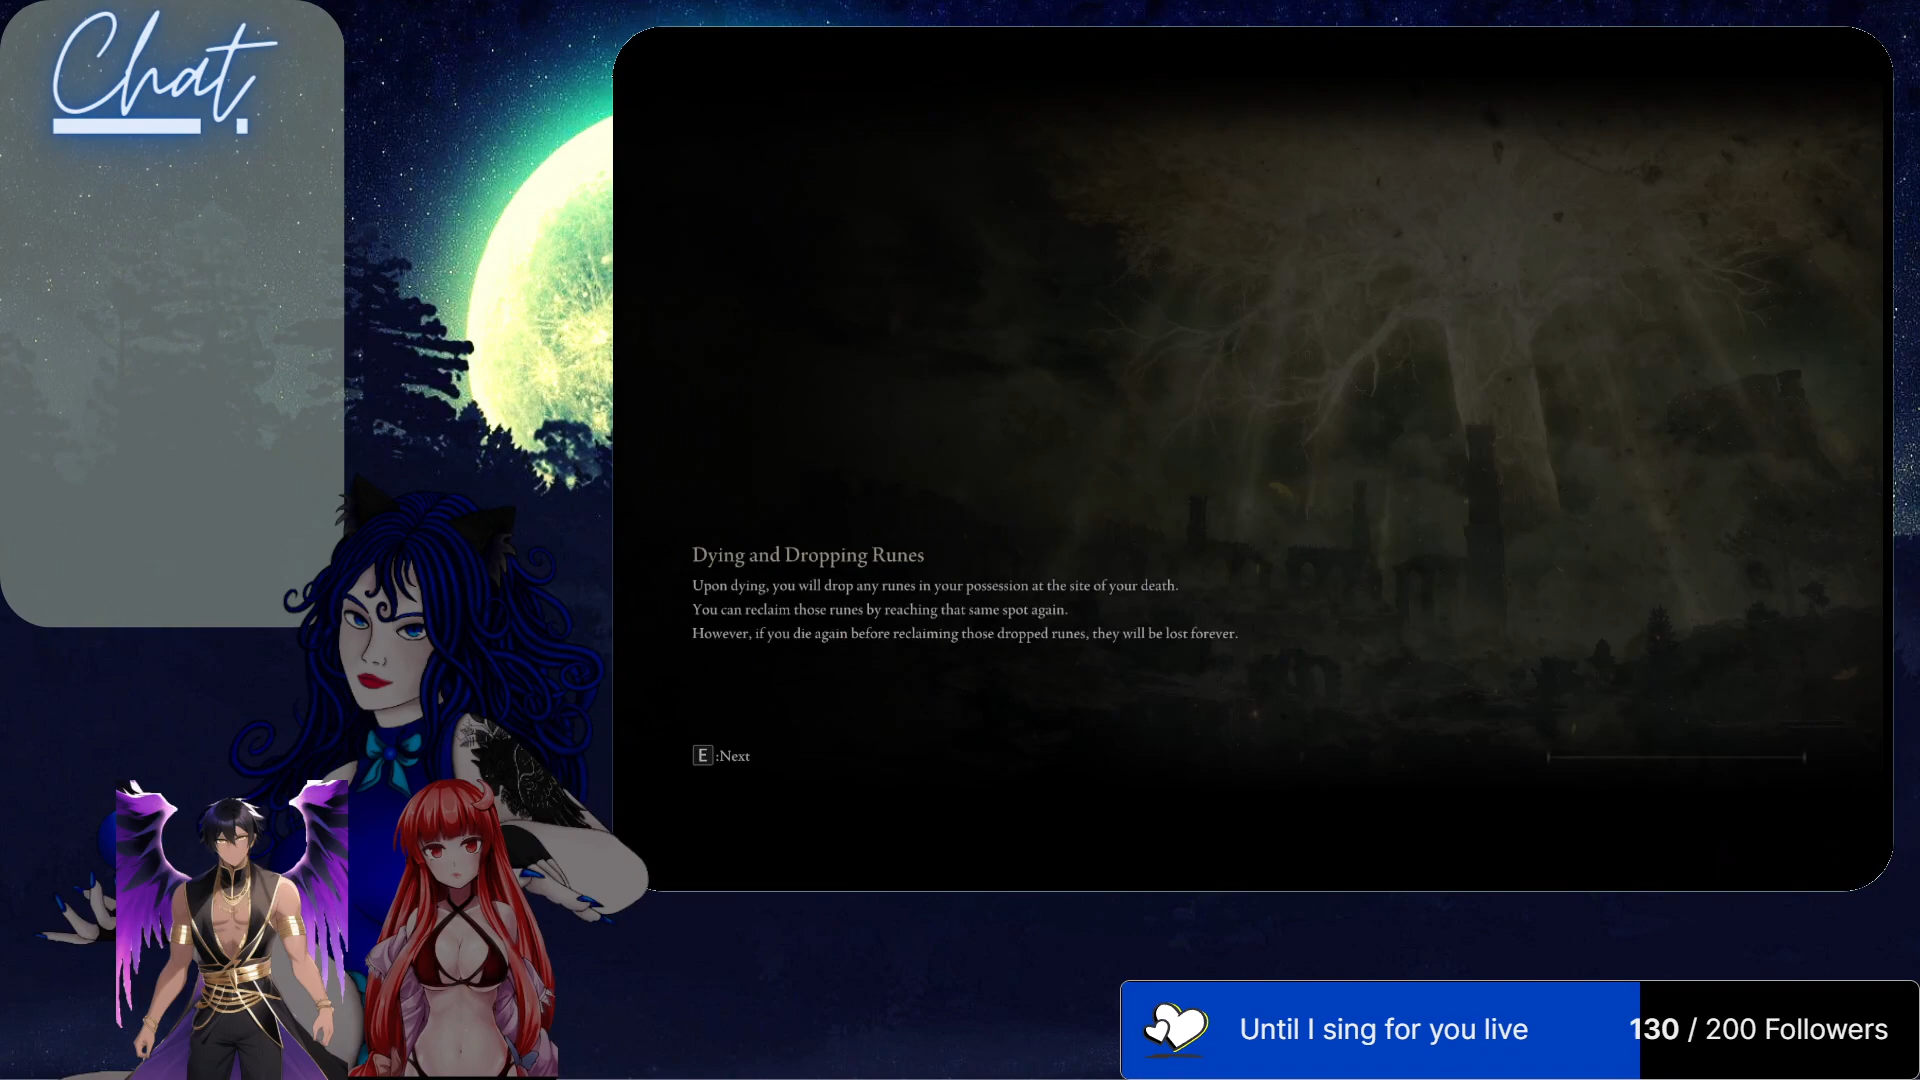 Chat
Dying and Dropping Runes
Upon dying, you will drop any runes in your possession at the site of your death.
You can reclaim those runes by reaching that same spot again.
However, if you die again before reclaiming those dropped runes, they will be lost forever.
E :Next
Until I sing for you live 130 / 200 Followers